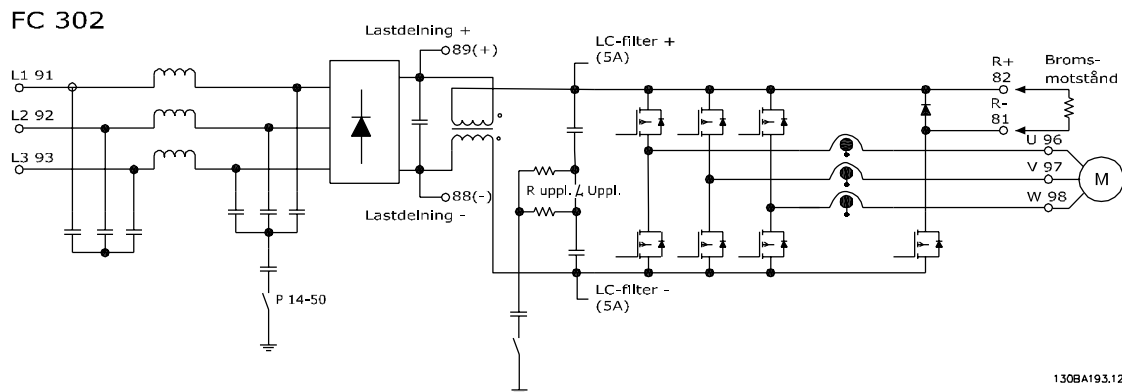 FC 302
Lastdelning +
89(+)
LC-filter +
(5A)
R+
82
Broms-
motstånd
L1 91
R-
81
L2 92
U 96
L3 93
88(-)
R uppl.
Uppl.
V 97
M
Lastdelning -
W 98
P 14-50
LC-filter -
(5A)
130BA193.12